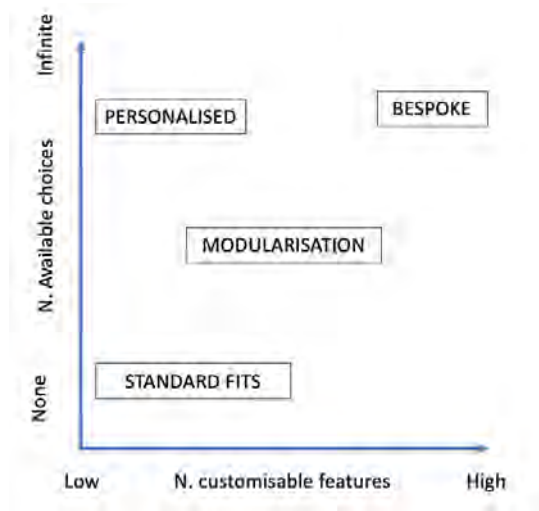 Infinite
PERSONALISED
BESPOKE
N. Available choices
MODULARISATION
STANDARD FITS
None
Low
N. customisable features
High